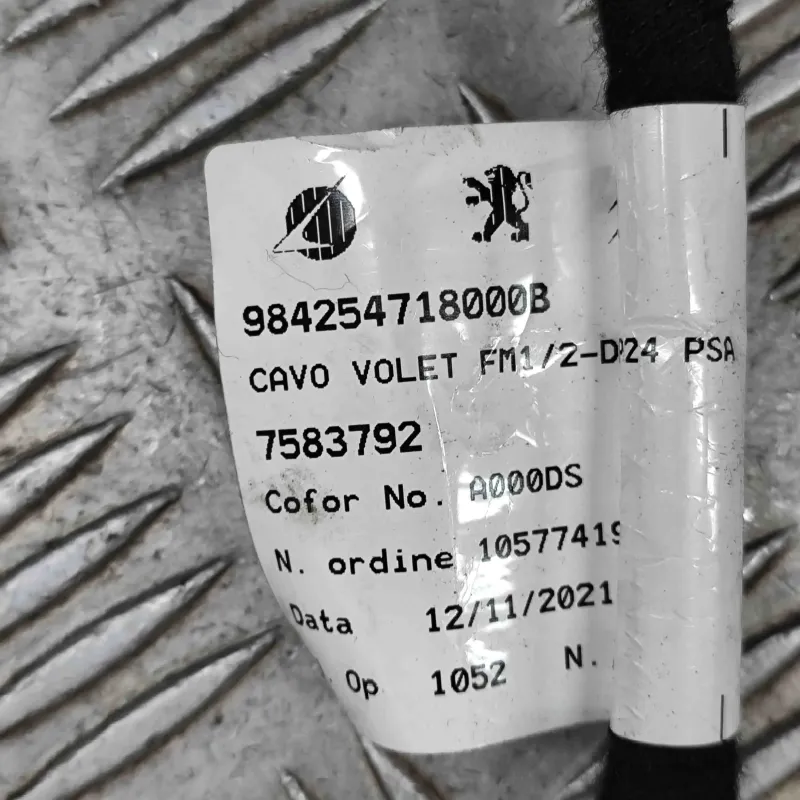 984254718000B
CAVO VOLET FM1/2-D'24 PSA
7583792
Cofor No. A000DS
N. ordine 10577419
Data 12/11/2021
Op 1052 N.